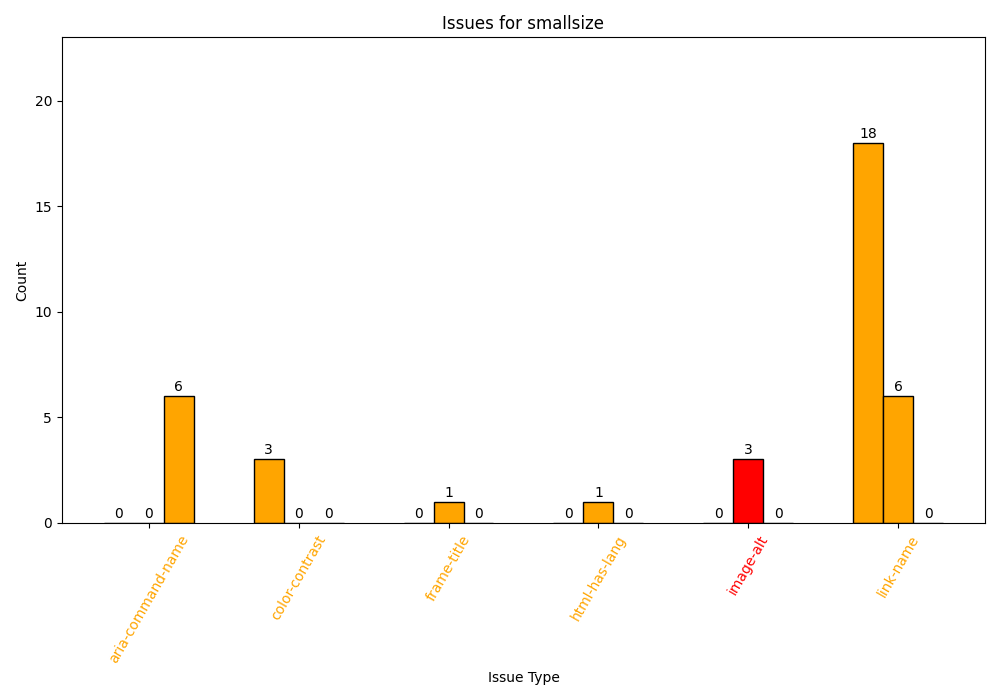 Issues for smallsize
Count
20
15
10
5
0
0 0 6
3 0 0
0 1 0
0 1 0
0 3 0
18 6 0
aria-command-name
color-contrast
frame-title
html-has-lang
image-alt
link-name
Issue Type